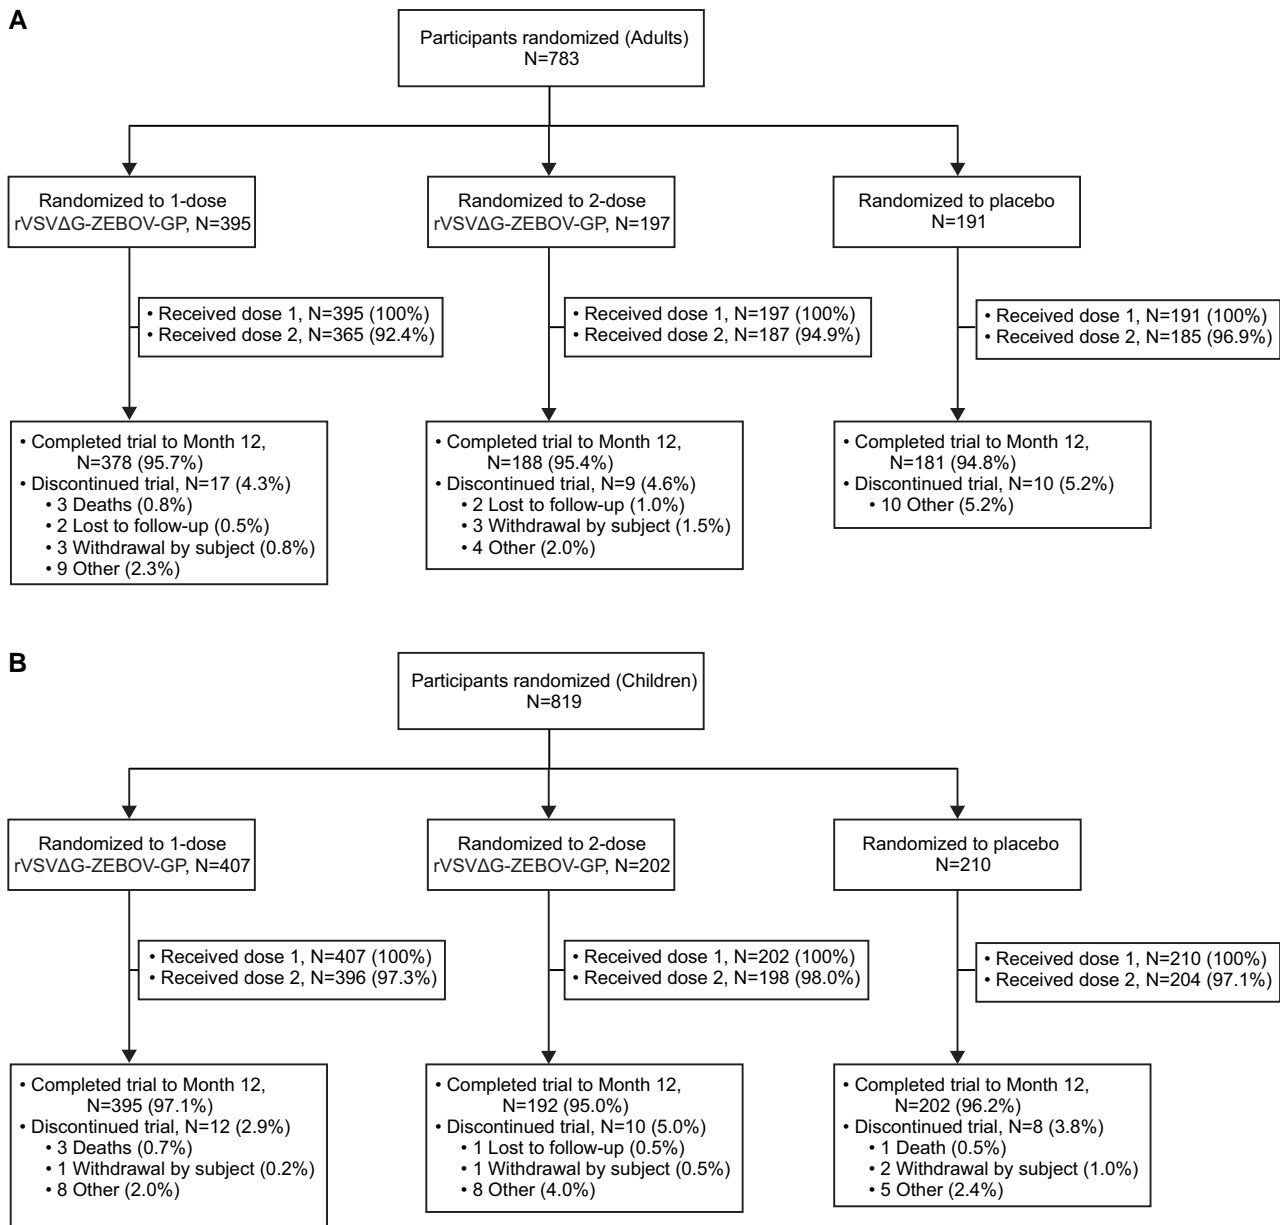 A
Participants randomized (Adults)
N=783
Randomized to 1-dose
rVSVΔG-ZEBOV-GP, N=395
Randomized to 2-dose
rVSVΔG-ZEBOV-GP, N=197
Randomized to placebo
N=191
• Received dose 1, N=395 (100%)
• Received dose 2, N=365 (92.4%)
• Received dose 1, N=197 (100%)
• Received dose 2, N=187 (94.9%)
• Received dose 1, N=191 (100%)
• Received dose 2, N=185 (96.9%)
• Completed trial to Month 12,
N=378 (95.7%)
• Discontinued trial, N=17 (4.3%)
• 3 Deaths (0.8%)
• 2 Lost to follow-up (0.5%)
• 3 Withdrawal by subject (0.8%)
• 9 Other (2.3%)
• Completed trial to Month 12,
N=188 (95.4%)
• Discontinued trial, N=9 (4.6%)
• 2 Lost to follow-up (1.0%)
• 3 Withdrawal by subject (1.5%)
• 4 Other (2.0%)
• Completed trial to Month 12,
N=181 (94.8%)
• Discontinued trial, N=10 (5.2%)
• 10 Other (5.2%)
B
Participants randomized (Children)
N=819
Randomized to 1-dose
rVSVΔG-ZEBOV-GP, N=407
Randomized to 2-dose
rVSVΔG-ZEBOV-GP, N=202
Randomized to placebo
N=210
• Received dose 1, N=407 (100%)
• Received dose 2, N=396 (97.3%)
• Received dose 1, N=202 (100%)
• Received dose 2, N=198 (98.0%)
• Received dose 1, N=210 (100%)
• Received dose 2, N=204 (97.1%)
• Completed trial to Month 12,
N=395 (97.1%)
• Discontinued trial, N=12 (2.9%)
• 3 Deaths (0.7%)
• 1 Withdrawal by subject (0.2%)
• 8 Other (2.0%)
• Completed trial to Month 12,
N=192 (95.0%)
• Discontinued trial, N=10 (5.0%)
• 1 Lost to follow-up (0.5%)
• 1 Withdrawal by subject (0.5%)
• 8 Other (4.0%)
• Completed trial to Month 12,
N=202 (96.2%)
• Discontinued trial, N=8 (3.8%)
• 1 Death (0.5%)
• 2 Withdrawal by subject (1.0%)
• 5 Other (2.4%)